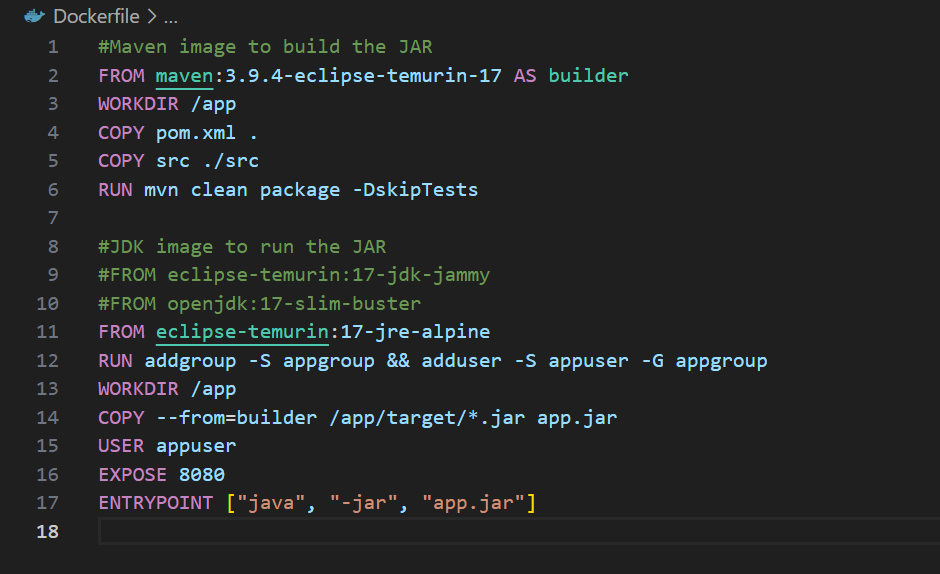 Dockerfile > ...
1 #Maven image to build the JAR
2 FROM maven:3.9.4-eclipse-temurin-17 AS builder
3 WORKDIR /app
4 COPY pom.xml .
5 COPY src ./src
6 RUN mvn clean package -DskipTests
7
8 #JDK image to run the JAR
9 #FROM eclipse-temurin:17-jdk-jammy
10 #FROM openjdk:17-slim-buster
11 FROM eclipse-temurin:17-jre-alpine
12 RUN addgroup -S appgroup && adduser -S appuser -G appgroup
13 WORKDIR /app
14 COPY --from=builder /app/target/*.jar app.jar
15 USER appuser
16 EXPOSE 8080
17 ENTRYPOINT ["java", "-jar", "app.jar"]
18